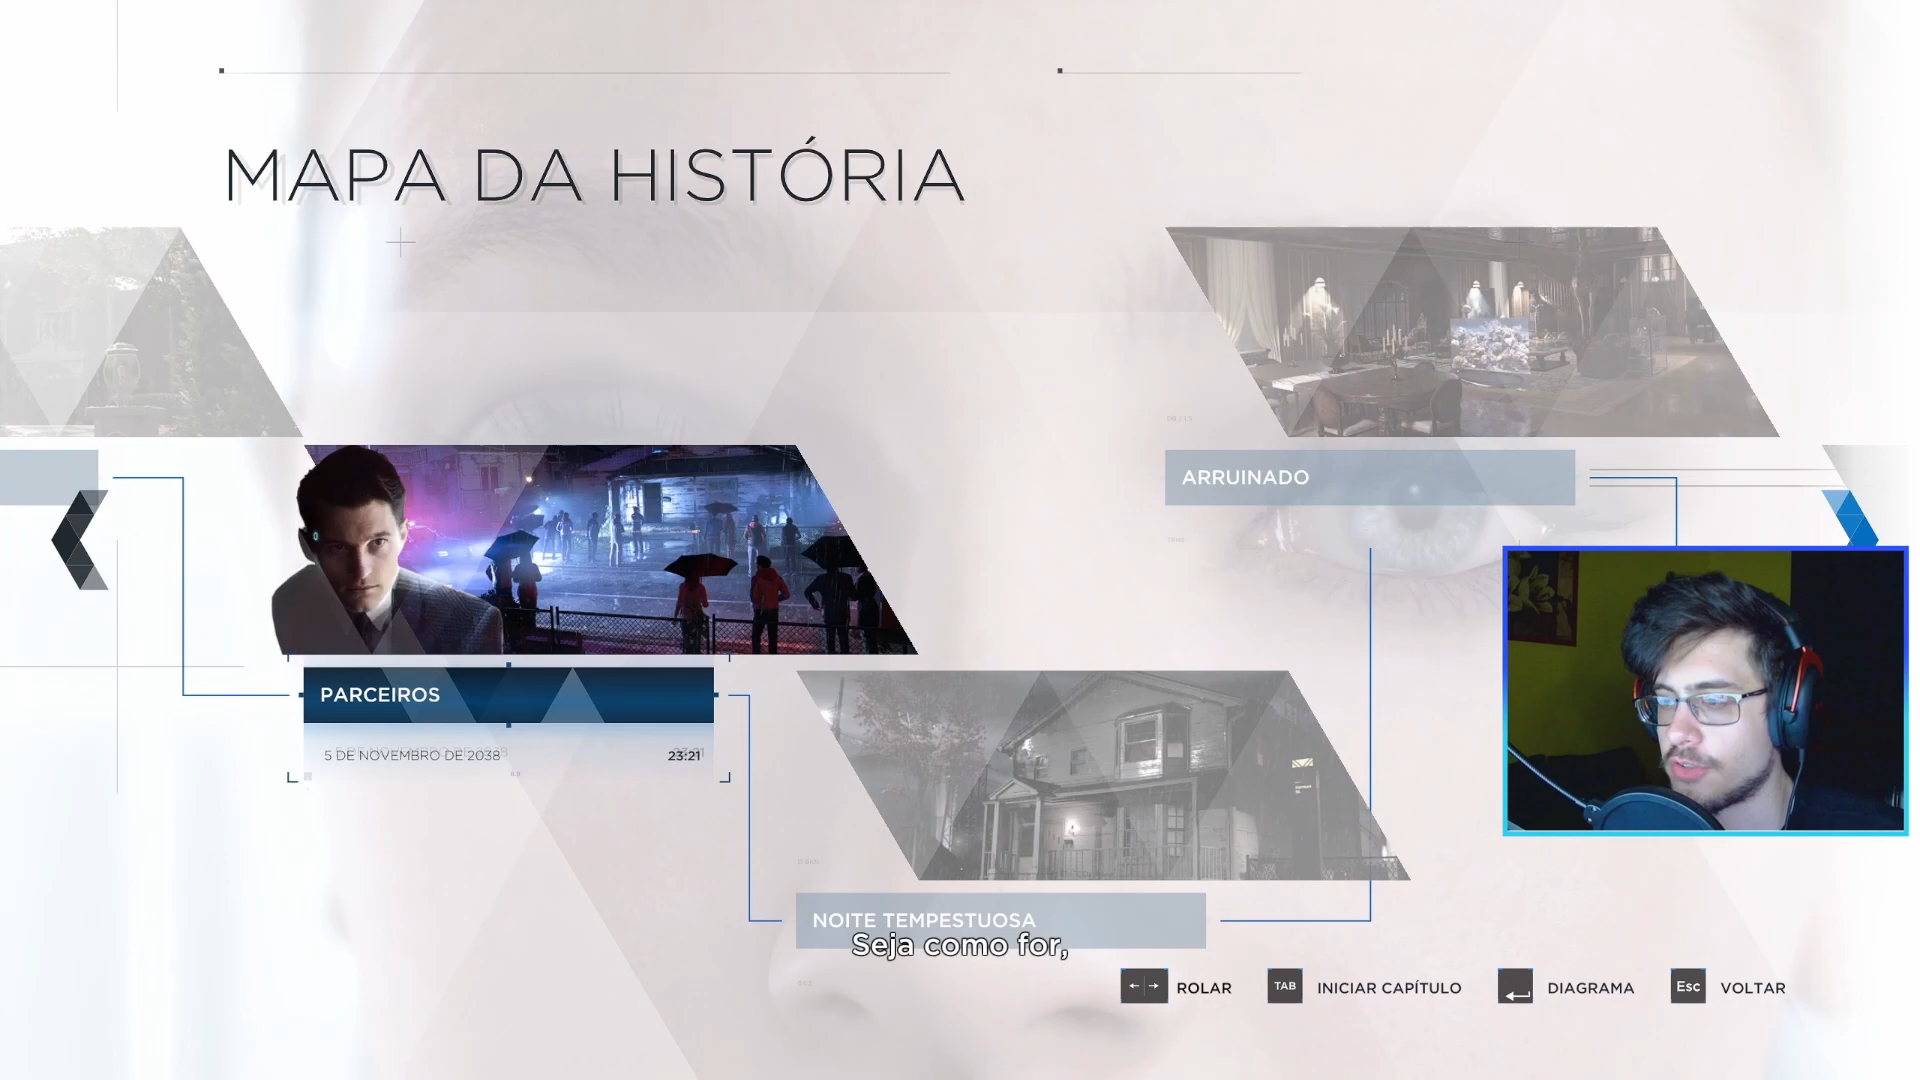 MAPA DA HISTÓRIA
ARRUINADO
PARCEIROS
5 DE NOVEMBRO DE 2038 23:21
NOITE TEMPESTUOSA
Seja como for,
ROLAR TAB INICIAR CAPÍTULO DIAGRAMA Esc VOLTAR